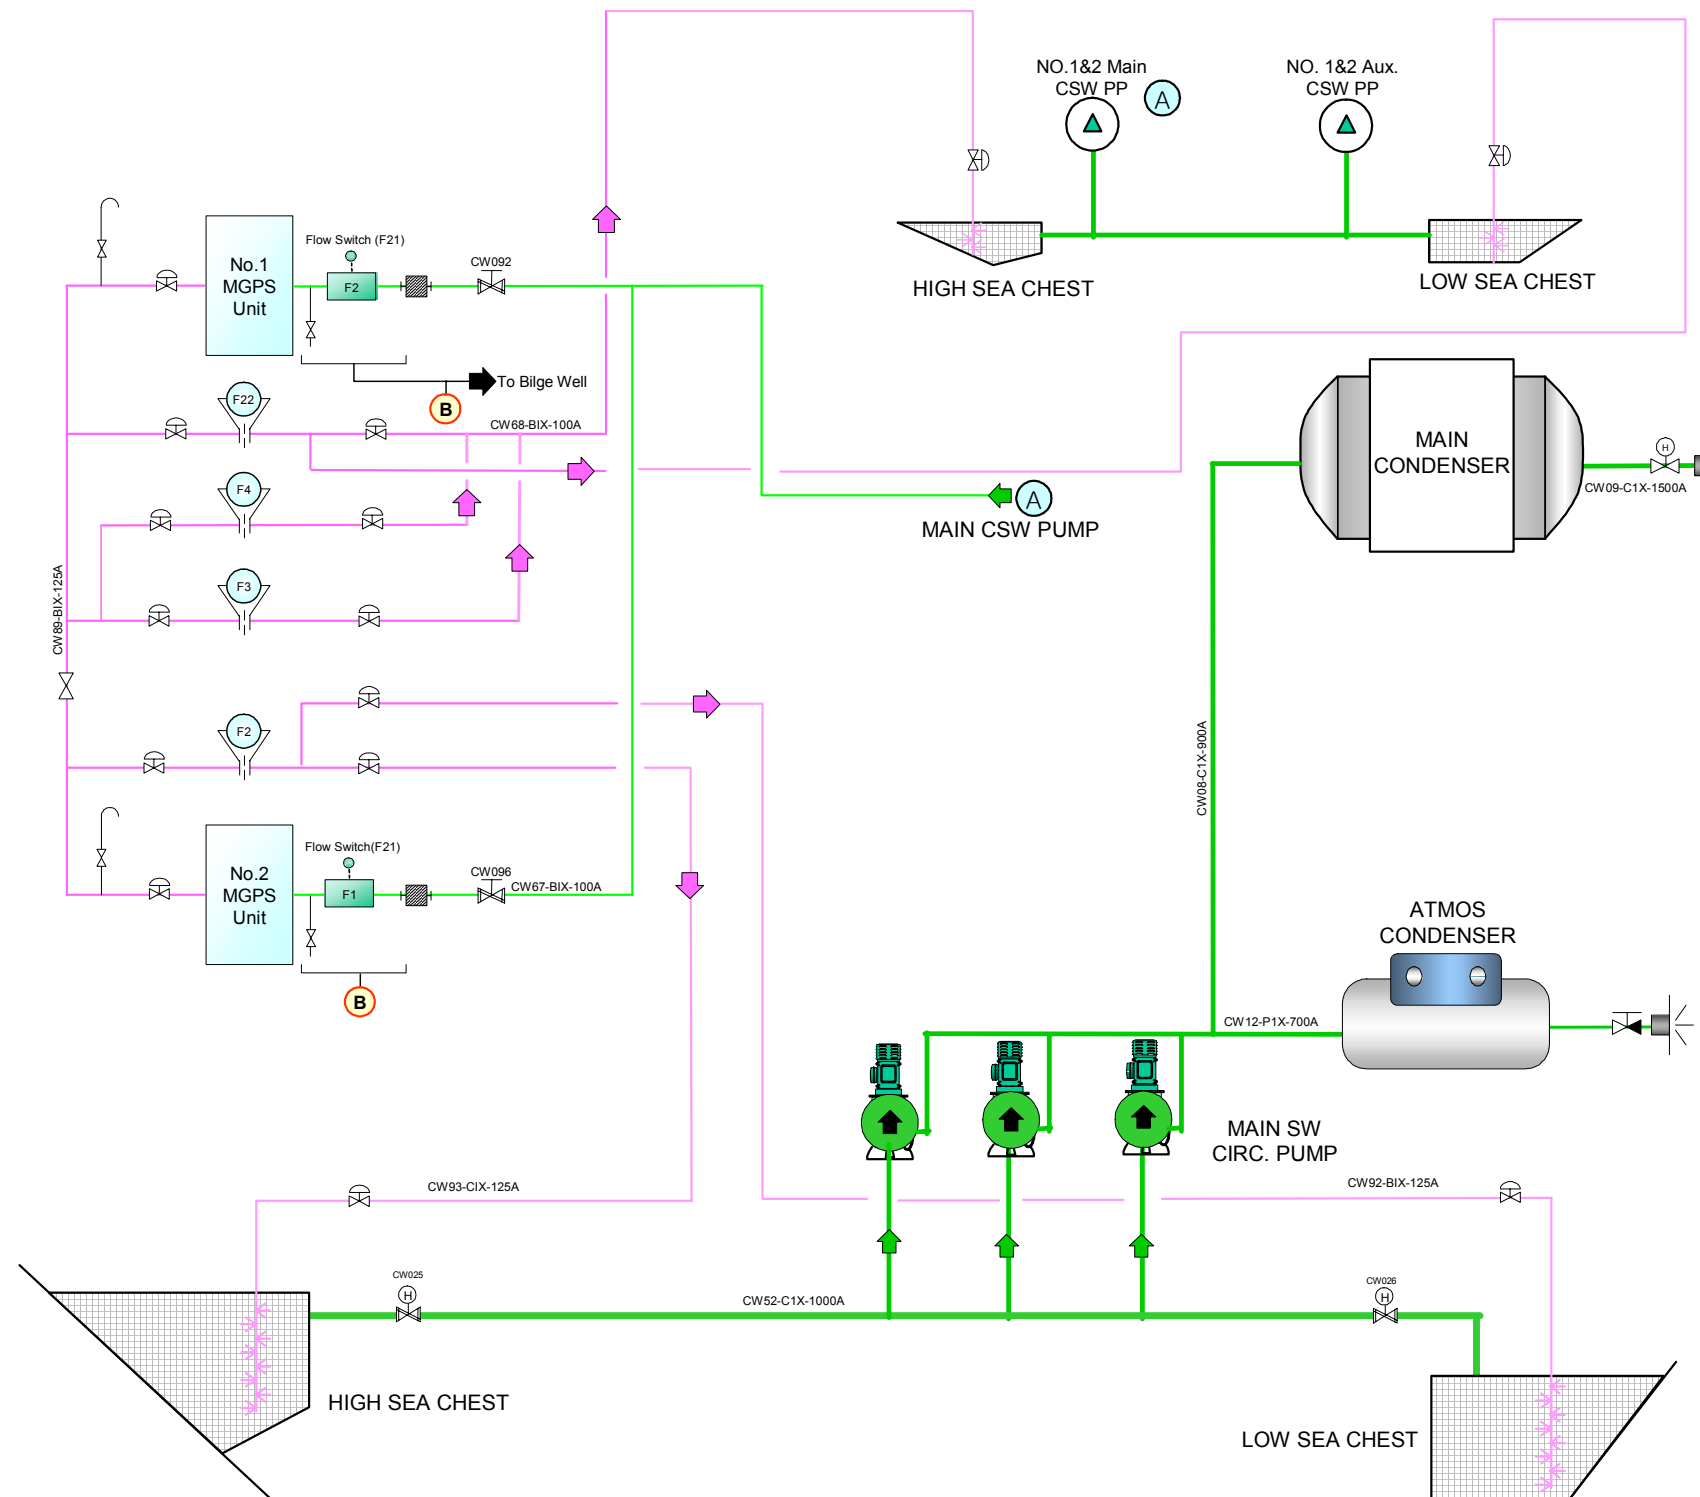 NO.1&2 Main
CSW PP
A
NO. 1&2 Aux.
CSW PP
HIGH SEA CHEST
LOW SEA CHEST
No.1
MGPS
Unit
Flow Switch (F21)
F2
CW092
To Bilge Well
B
F22
CW68-BIX-100A
F4
F3
CW89-BIX-125A
A
MAIN CSW PUMP
MAIN
CONDENSER
H
CW09-C1X-1500A
F2
CW08-C1X-900A
No.2
MGPS
Unit
Flow Switch(F21)
F1
CW096
CW67-BIX-100A
B
ATMOS
CONDENSER
CW12-P1X-700A
MAIN SW
CIRC. PUMP
CW93-CIX-125A
CW92-BIX-125A
CW025
H
CW52-C1X-1000A
CW026
H
HIGH SEA CHEST
LOW SEA CHEST